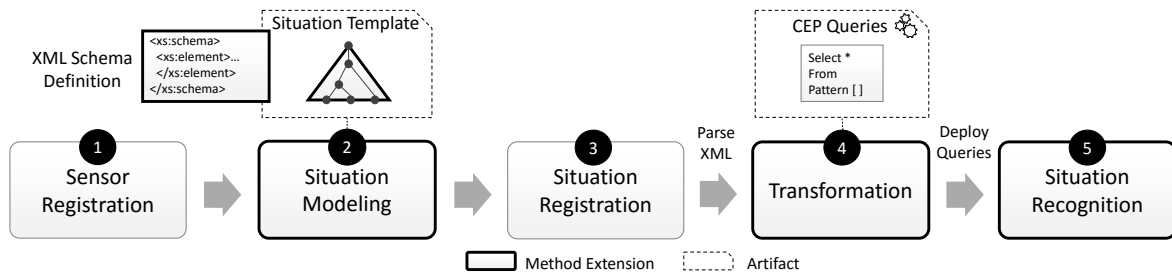 XML Schema
Definition
<xs:schema>
<xs:element>...
</xs:element>
</xs:schema>
Situation Template
CEP Queries
Select *
From
Pattern [ ]
1
Sensor
Registration
2
Situation
Modeling
3
Situation
Registration
Parse
XML
4
Transformation
Deploy
Queries
5
Situation
Recognition
Method Extension
Artifact